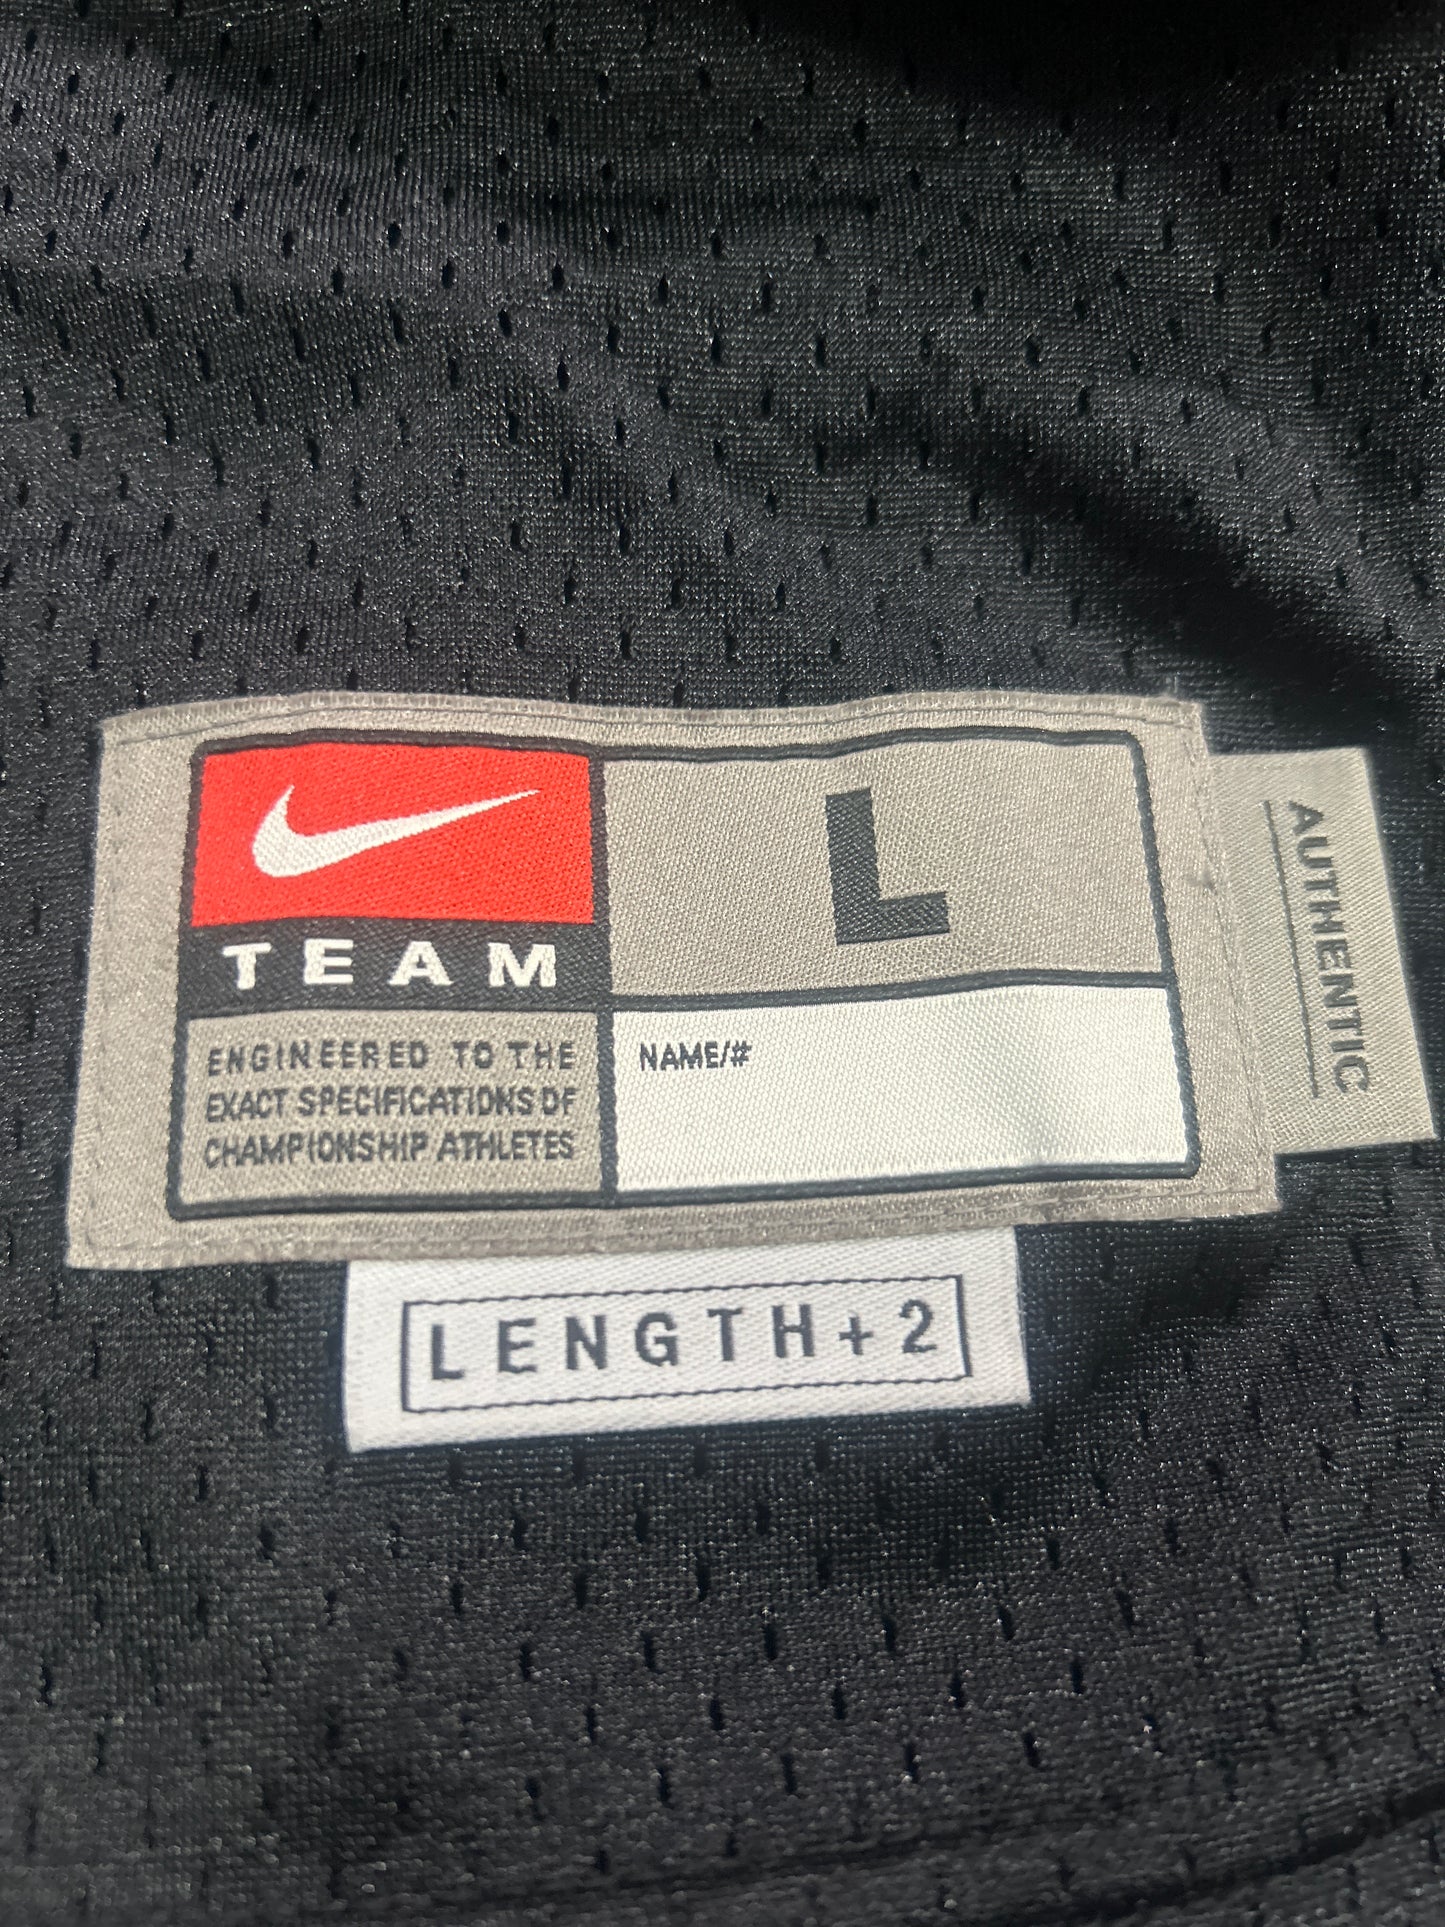 TEAM
L
ENGINEERED TO THE
EXACT SPECIFICATIONS OF
CHAMPIONSHIP ATHLETES
NAME/#
AUTHENTIC
LENGTH+2